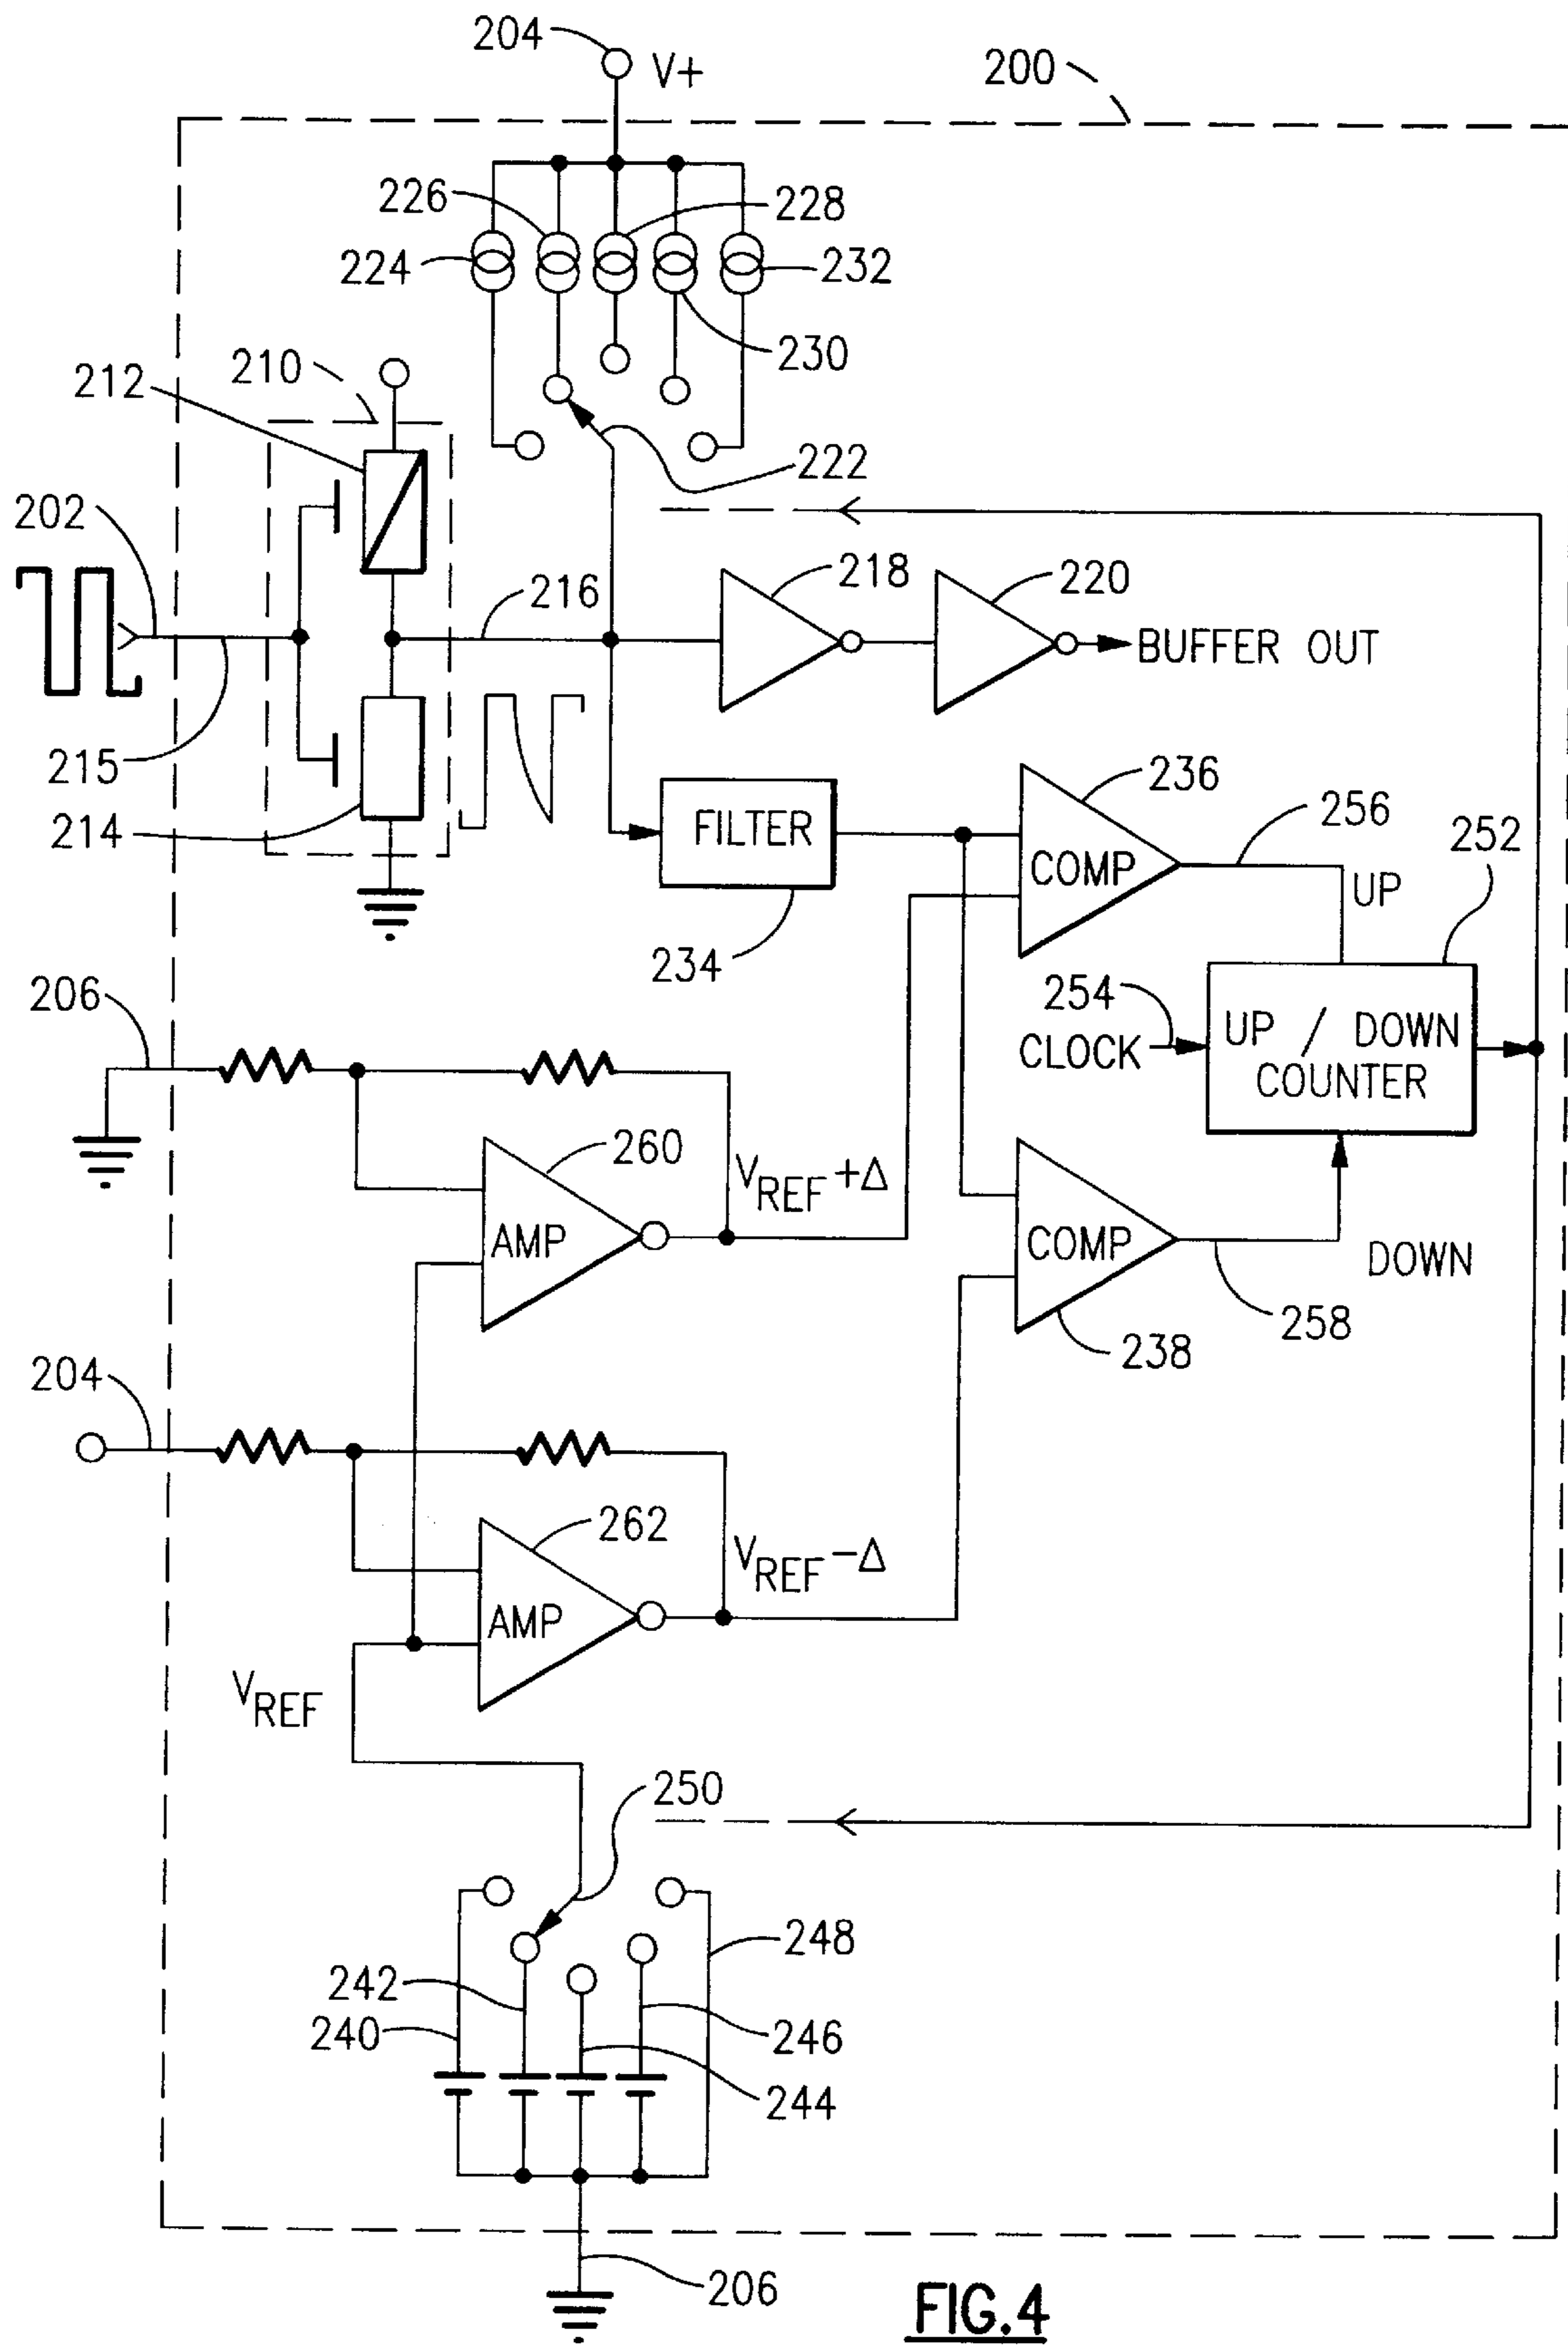 204
V+
200
226
228
224
232
230
210
212
222
202
218
220
216
BUFFER OUT
215
214
236
256
252
FILTER
COMP
UP
234
254
206
CLOCK
UP / DOWN
COUNTER
260
VREF+Δ
AMP
COMP
DOWN
258
238
204
262
VREF-Δ
AMP
VREF
250
248
242
240
246
244
206
FIG.4